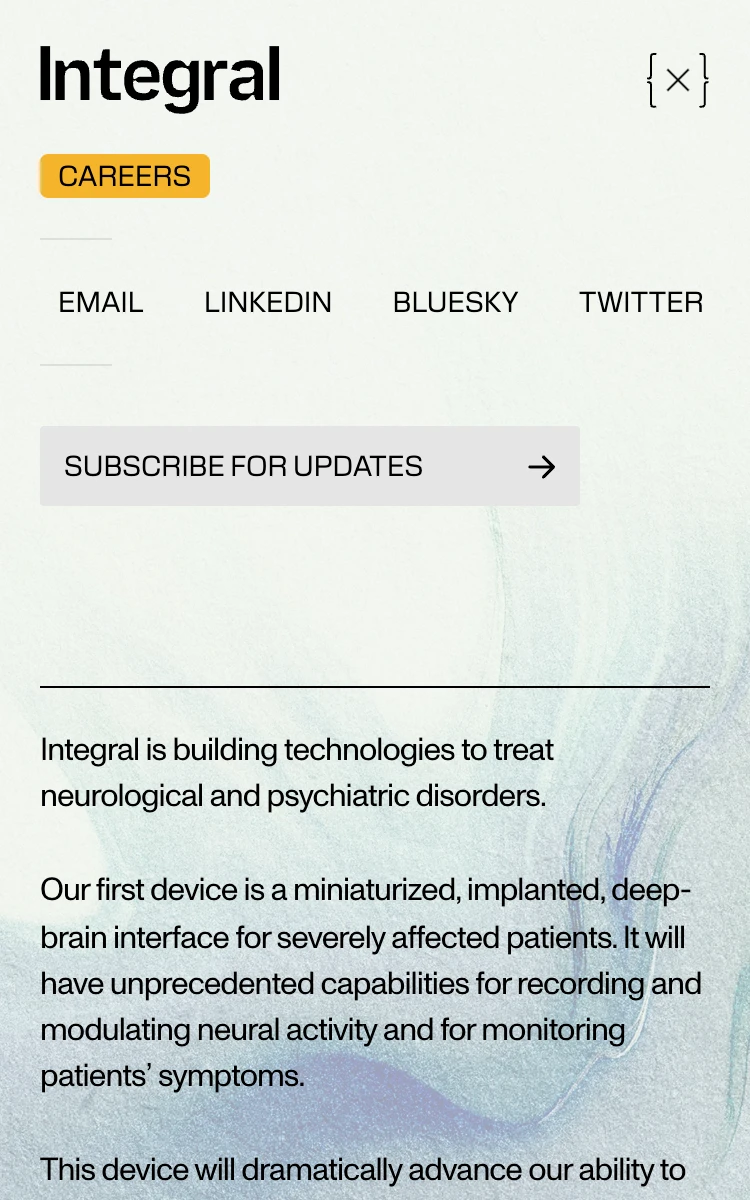 Integral
CAREERS
EMAIL LINKEDIN BLUESKY TWITTER
SUBSCRIBE FOR UPDATES →
Integral is building technologies to treat
neurological and psychiatric disorders.
Our first device is a miniaturized, implanted, deep-
brain interface for severely affected patients. It will
have unprecedented capabilities for recording and
modulating neural activity and for monitoring
patients’ symptoms.
This device will dramatically advance our ability to